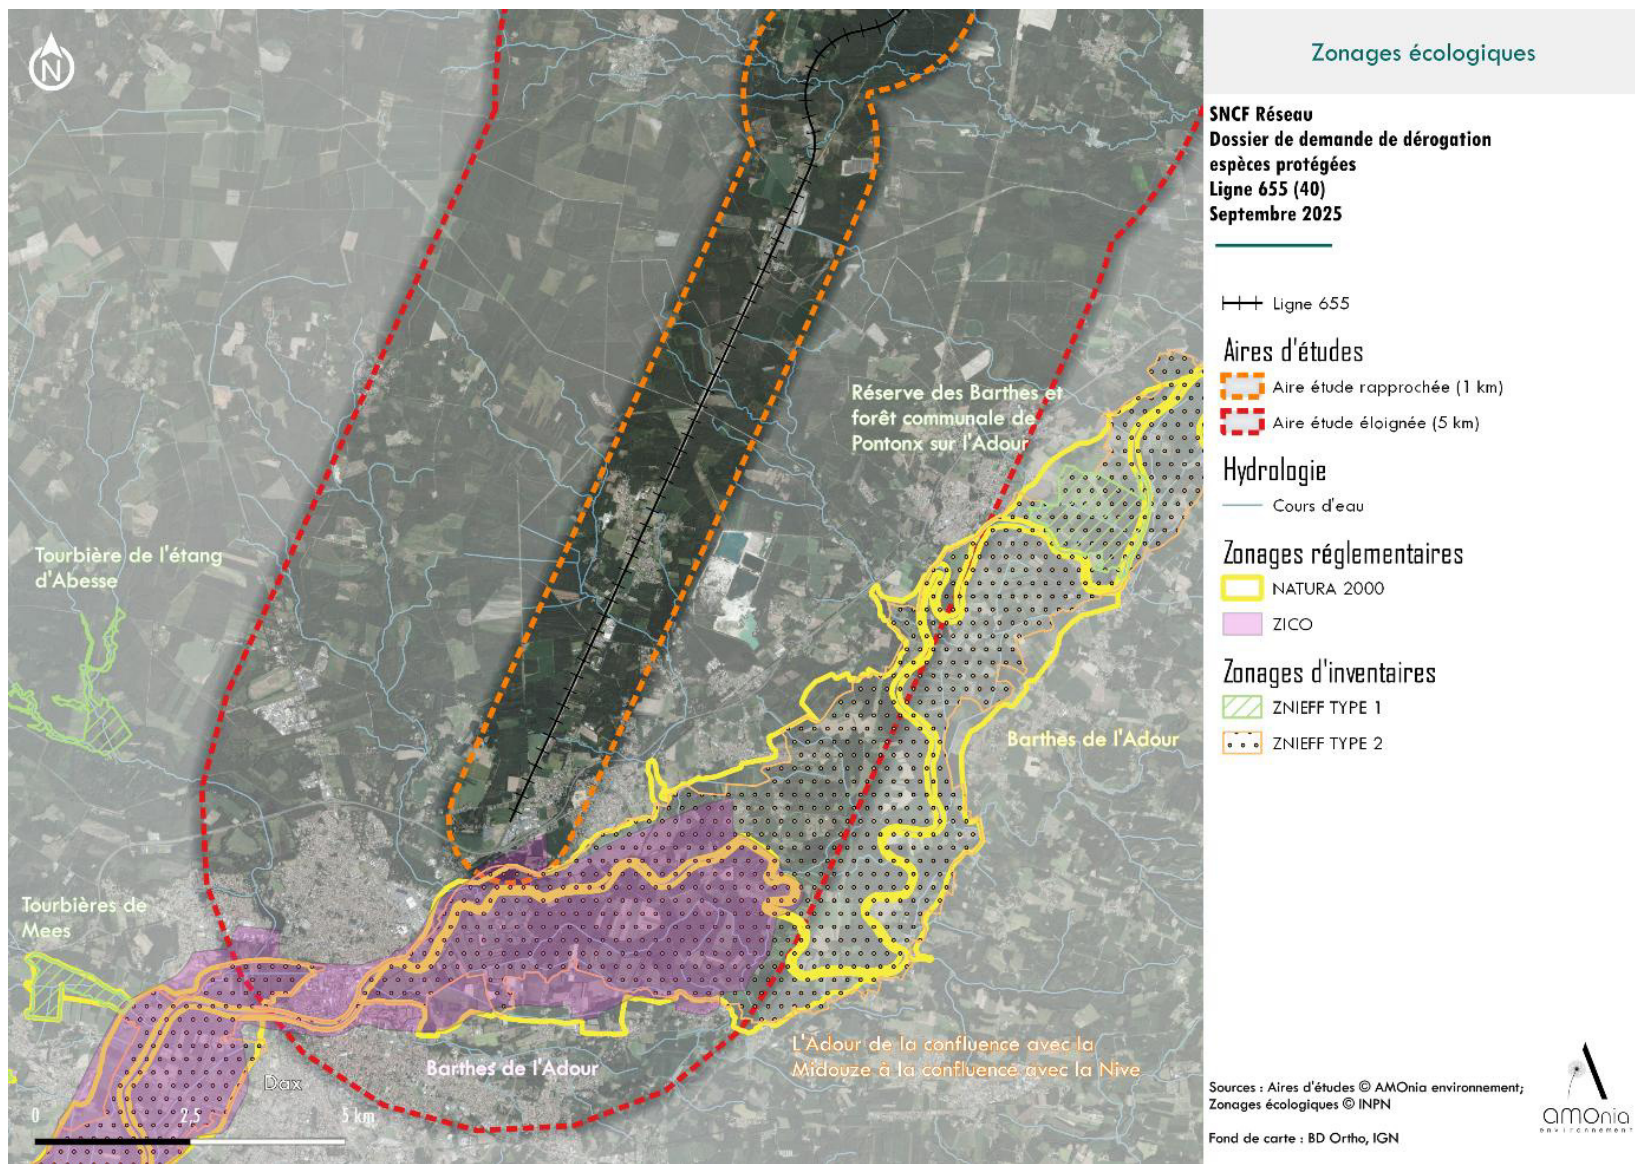 N
Réserve des Barthes et
forêt communale de
Pontonx sur l'Adour
Tourbière de l'étang
d'Abesse
Barthes de l'Adour
Tourbières de
Mees
L'Adour de la confluence avec la
Midouze à la confluence avec la Nive
Barthes de l'Adour
Dax
0 2,5 5 km
Zonages écologiques
SNCF Réseau
Dossier de demande de dérogation
espèces protégées
Ligne 655 (40)
Septembre 2025
Ligne 655
Aires d'études
Aire étude rapprochée (1 km)
Aire étude éloignée (5 km)
Hydrologie
Cours d'eau
Zonages réglementaires
NATURA 2000
ZICO
Zonages d'inventaires
ZNIEFF TYPE 1
ZNIEFF TYPE 2
Sources : Aires d'études © AMOnia environnement;
Zonages écologiques © INPN
Fond de carte : BD Ortho, IGN
AMOnia
environnement